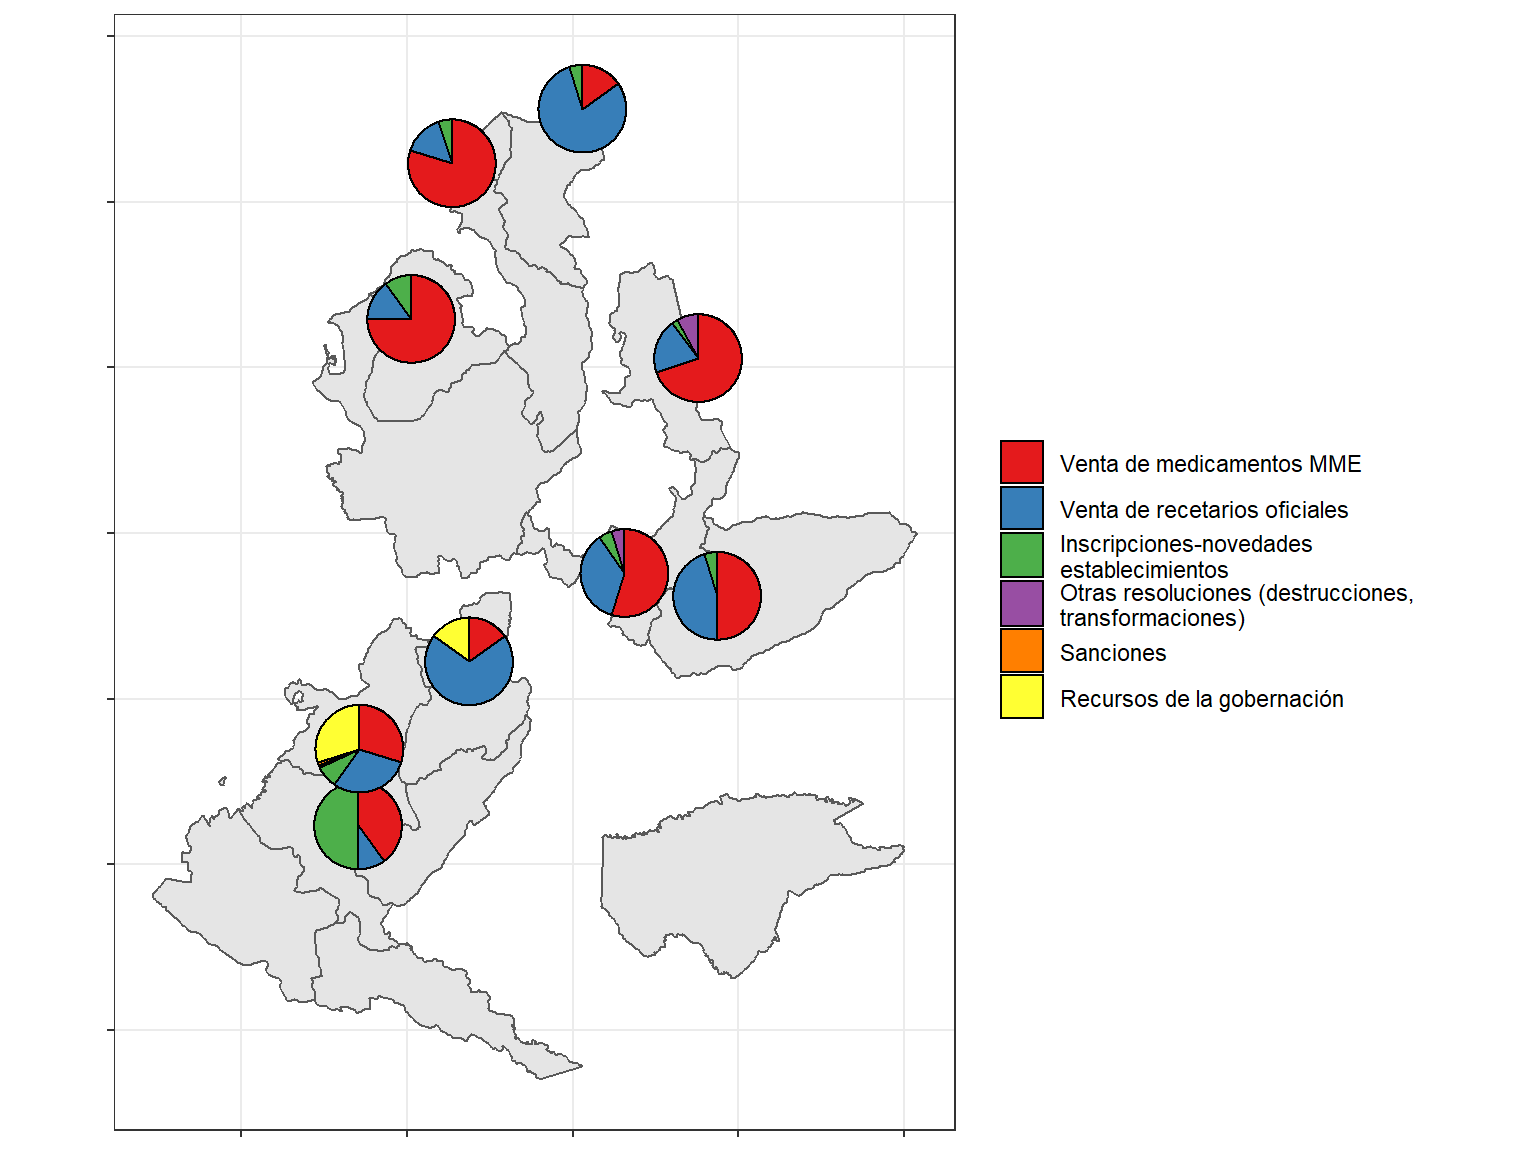 Venta de medicamentos MME
Venta de recetarios oficiales
Inscripciones-novedades
establecimientos
Otras resoluciones (destrucciones,
transformaciones)
Sanciones
Recursos de la gobernación